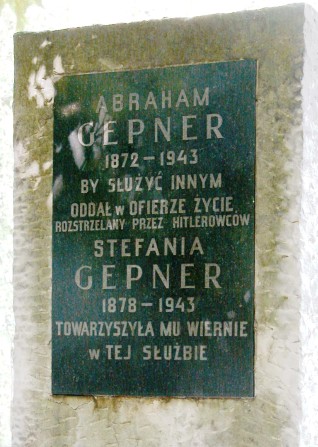 ABRAHAM
GEPNER
1872 – 1943
BY SŁUŻYĆ INNYM
ODDAŁ w OFIERZE ŻYCIE
ROZSTRZELANY PRZEZ HITLEROWCÓW
STEFANIA
GEPNER
1878 – 1943
TOWARZYSZYŁA MU WIERNIE
w TEJ SŁUŻBIE